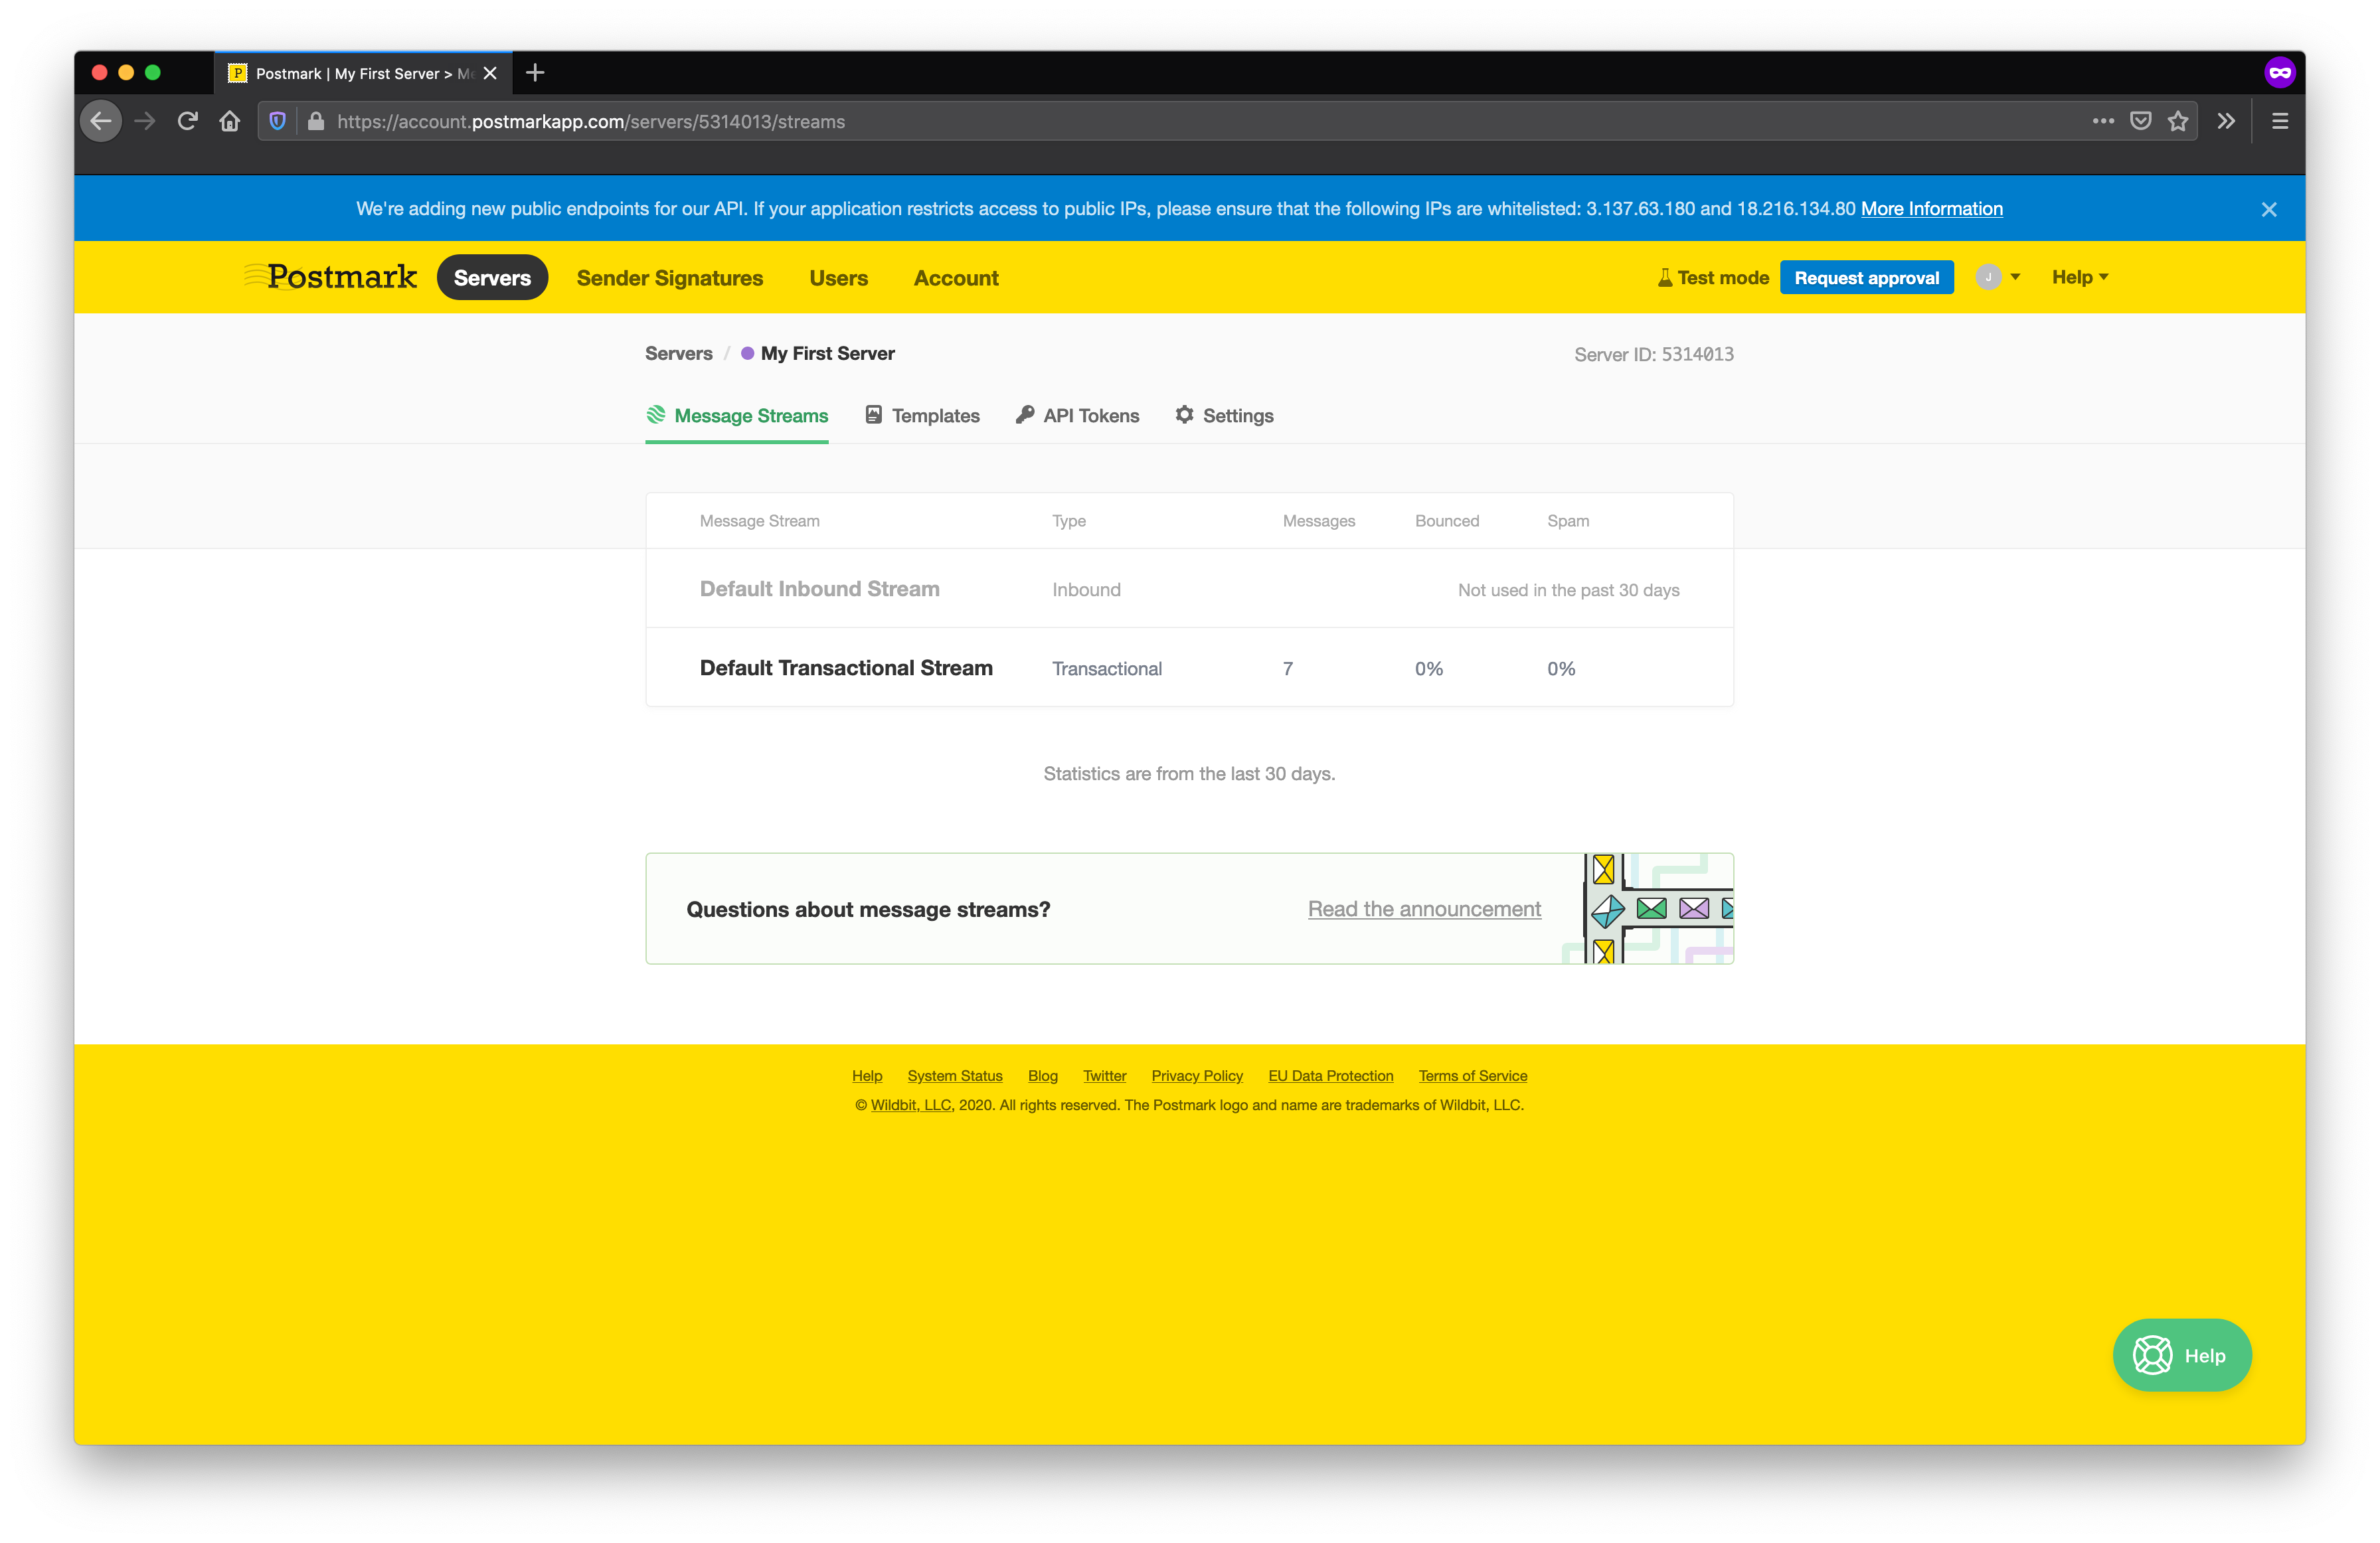 P Postmark | My First Server > Me
https://account.postmarkapp.com/servers/5314013/streams
We're adding new public endpoints for our API. If your application restricts access to public IPs, please ensure that the following IPs are whitelisted: 3.137.63.180 and 18.216.134.80 More Information
Postmark Servers Sender Signatures Users Account Test mode Request approval J Help
Servers / My First Server Server ID: 5314013
Message Streams Templates API Tokens Settings
Message Stream Type Messages Bounced Spam
Default Inbound Stream Inbound Not used in the past 30 days
Default Transactional Stream Transactional 7 0% 0%
Statistics are from the last 30 days.
Questions about message streams? Read the announcement
Help System Status Blog Twitter Privacy Policy EU Data Protection Terms of Service
© Wildbit, LLC, 2020. All rights reserved. The Postmark logo and name are trademarks of Wildbit, LLC.
Help